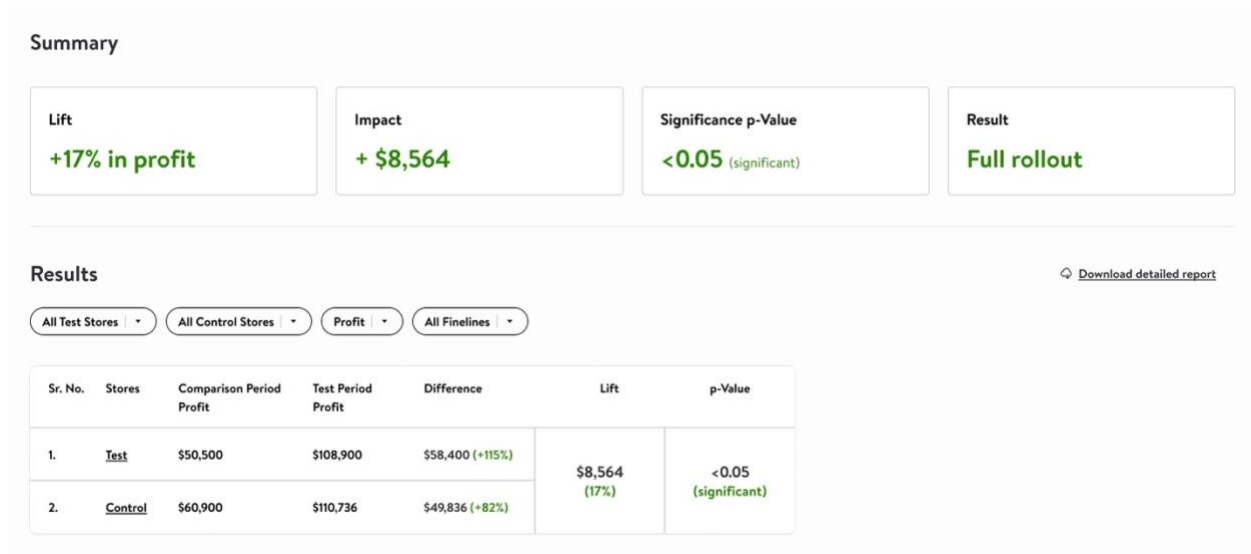 Summary
Lift
Impact
Significance p-Value
Result
+17% in profit
+ $8,564
<0.05 (significant)
Full rollout
Results
Download detailed report
All Test Stores
All Control Stores
Profit
All Finelines
Sr. No.
Stores
Comparison Period
Profit
Test Period
Profit
Difference
Lift
p-Value
1.
Test
$50,500
$108,900
$58,400 (+115%)
$8,564
(17%)
<0.05
(significant)
2.
Control
$60,900
$110,736
$49,836 (+82%)